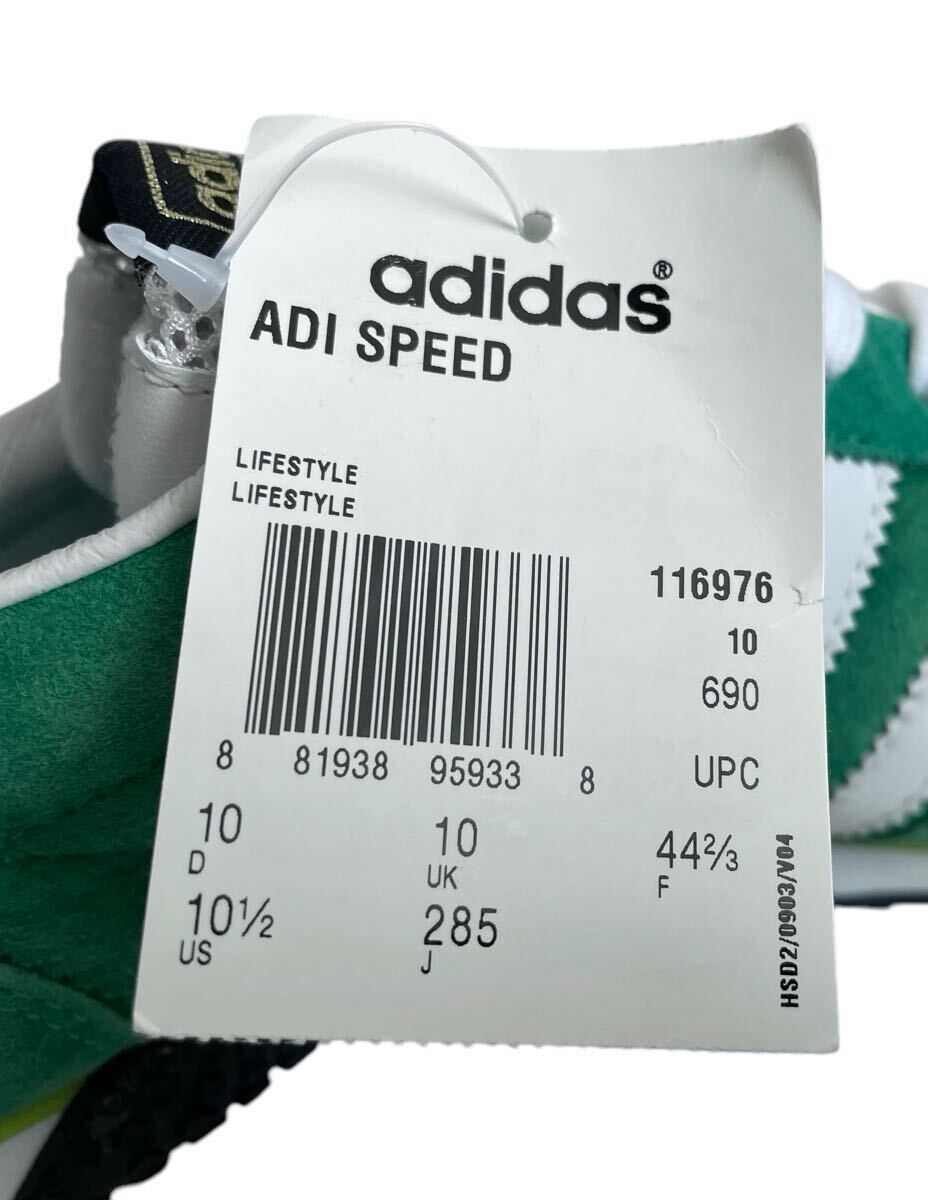 adidas®
ADI SPEED
LIFESTYLE
LIFESTYLE
116976
10
690
8 81938 95933 8 UPC
10 10 44⅔
D UK F
10½ 285
US J
HSD2/0903/V04